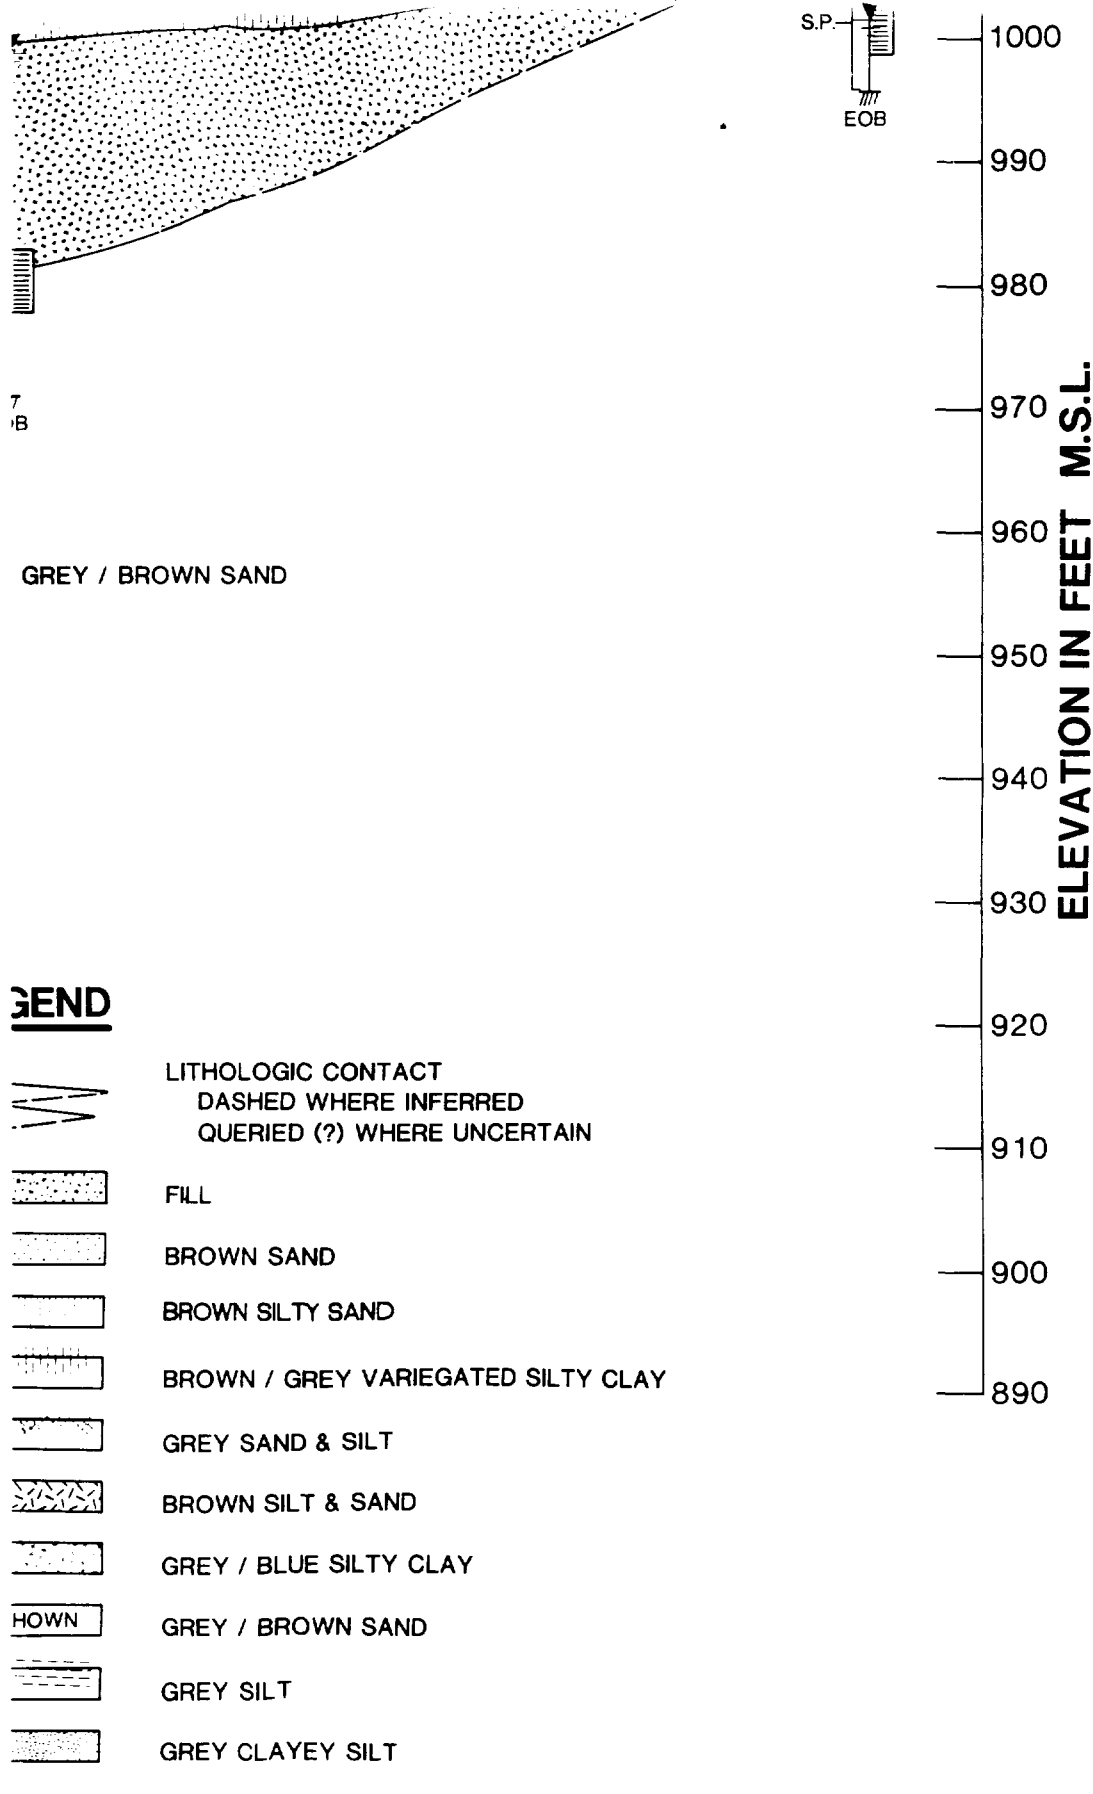 S.P.
EOB
1000
990
980
970
960
950
940
930
920
910
900
890
ELEVATION IN FEET M.S.L.
GREY / BROWN SAND
GEND
LITHOLOGIC CONTACT
DASHED WHERE INFERRED
QUERIED (?) WHERE UNCERTAIN
FILL
BROWN SAND
BROWN SILTY SAND
BROWN / GREY VARIEGATED SILTY CLAY
GREY SAND & SILT
BROWN SILT & SAND
GREY / BLUE SILTY CLAY
HOWN
GREY / BROWN SAND
GREY SILT
GREY CLAYEY SILT